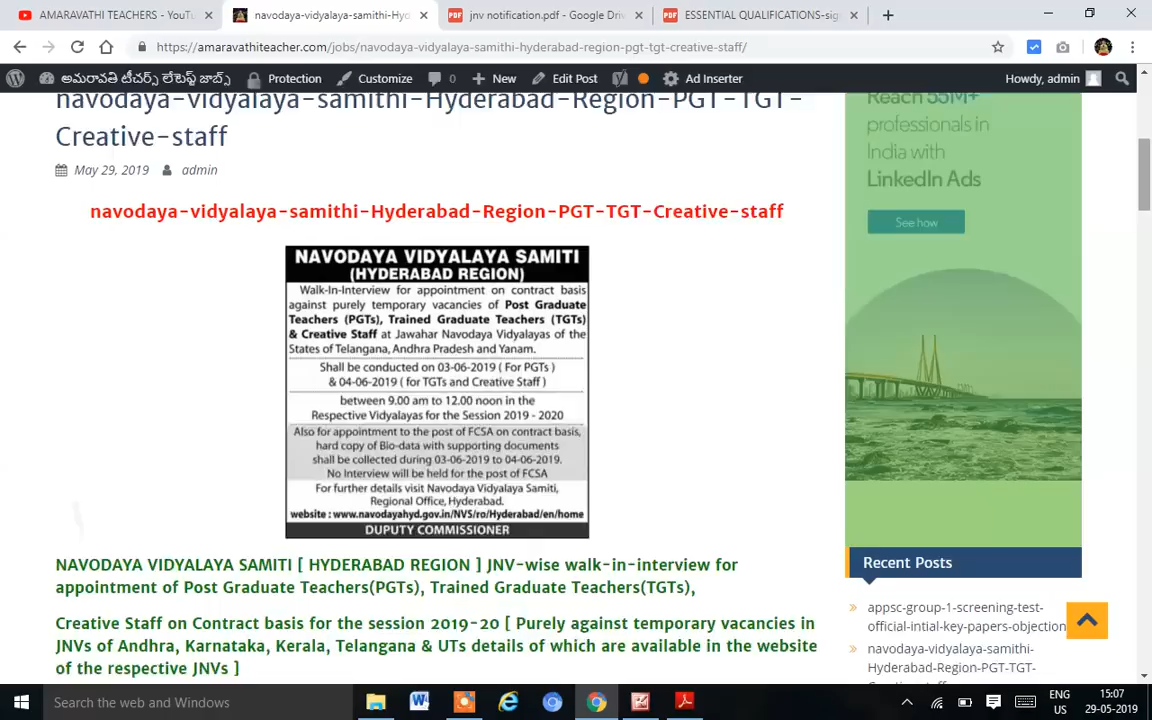 AMARAVATHI TEACHERS - YouTu
navodaya-vidyalaya-samithi-Hyd
jnv notification.pdf - Google Driv
ESSENTIAL QUALIFICATIONS-sig
https://amaravathiteacher.com/jobs/navodaya-vidyalaya-samithi-hyderabad-region-pgt-tgt-creative-staff/
అమరావతి టీచర్స్ లేటెస్ట్ జాబ్స్ Protection Customize 0 New Edit Post Ad Inserter Howdy, admin
navodaya-vidyalaya-samithi-Hyderabad-Region-PGT-TGT-
Creative-staff
May 29, 2019 admin
navodaya-vidyalaya-samithi-Hyderabad-Region-PGT-TGT-Creative-staff
NAVODAYA VIDYALAYA SAMITI
(HYDERABAD REGION)
Walk-In-Interview for appointment on contract basis
against purely temporary vacancies of Post Graduate
Teachers (PGTs), Trained Graduate Teachers (TGTs)
& Creative Staff at Jawahar Navodaya Vidyalayas of the
States of Telangana, Andhra Pradesh and Yanam.
Shall be conducted on 03-06-2019 ( For PGTs )
& 04-06-2019 ( for TGTs and Creative Staff )
between 9.00 am to 12.00 noon in the
Respective Vidyalayas for the Session 2019 - 2020
Also for appointment to the post of FCSA on contract basis,
hard copy of Bio-data with supporting documents
shall be collected during 03-06-2019 to 04-06-2019.
No Interview will be held for the post of FCSA
For further details visit Navodaya Vidyalaya Samiti,
Regional Office, Hyderabad.
website : www.navodayahyd.gov.in/NVS/ro/Hyderabad/en/home
DUPUTY COMMISSIONER
NAVODAYA VIDYALAYA SAMITI [ HYDERABAD REGION ] JNV-wise walk-in-interview for
appointment of Post Graduate Teachers(PGTs), Trained Graduate Teachers(TGTs),
Creative Staff on Contract basis for the session 2019-20 [ Purely against temporary vacancies in
JNVs of Andhra, Karnataka, Kerala, Telangana & UTs details of which are available in the website
of the respective JNVs ]
Reach 55M+
professionals in
India with
LinkedIn Ads
See how
Recent Posts
appsc-group-1-screening-test-
official-intial-key-papers-objection
navodaya-vidyalaya-samithi-
Hyderabad-Region-PGT-TGT-
Creative-staff
Search the web and Windows
ENG
US
15:07
29-05-2019